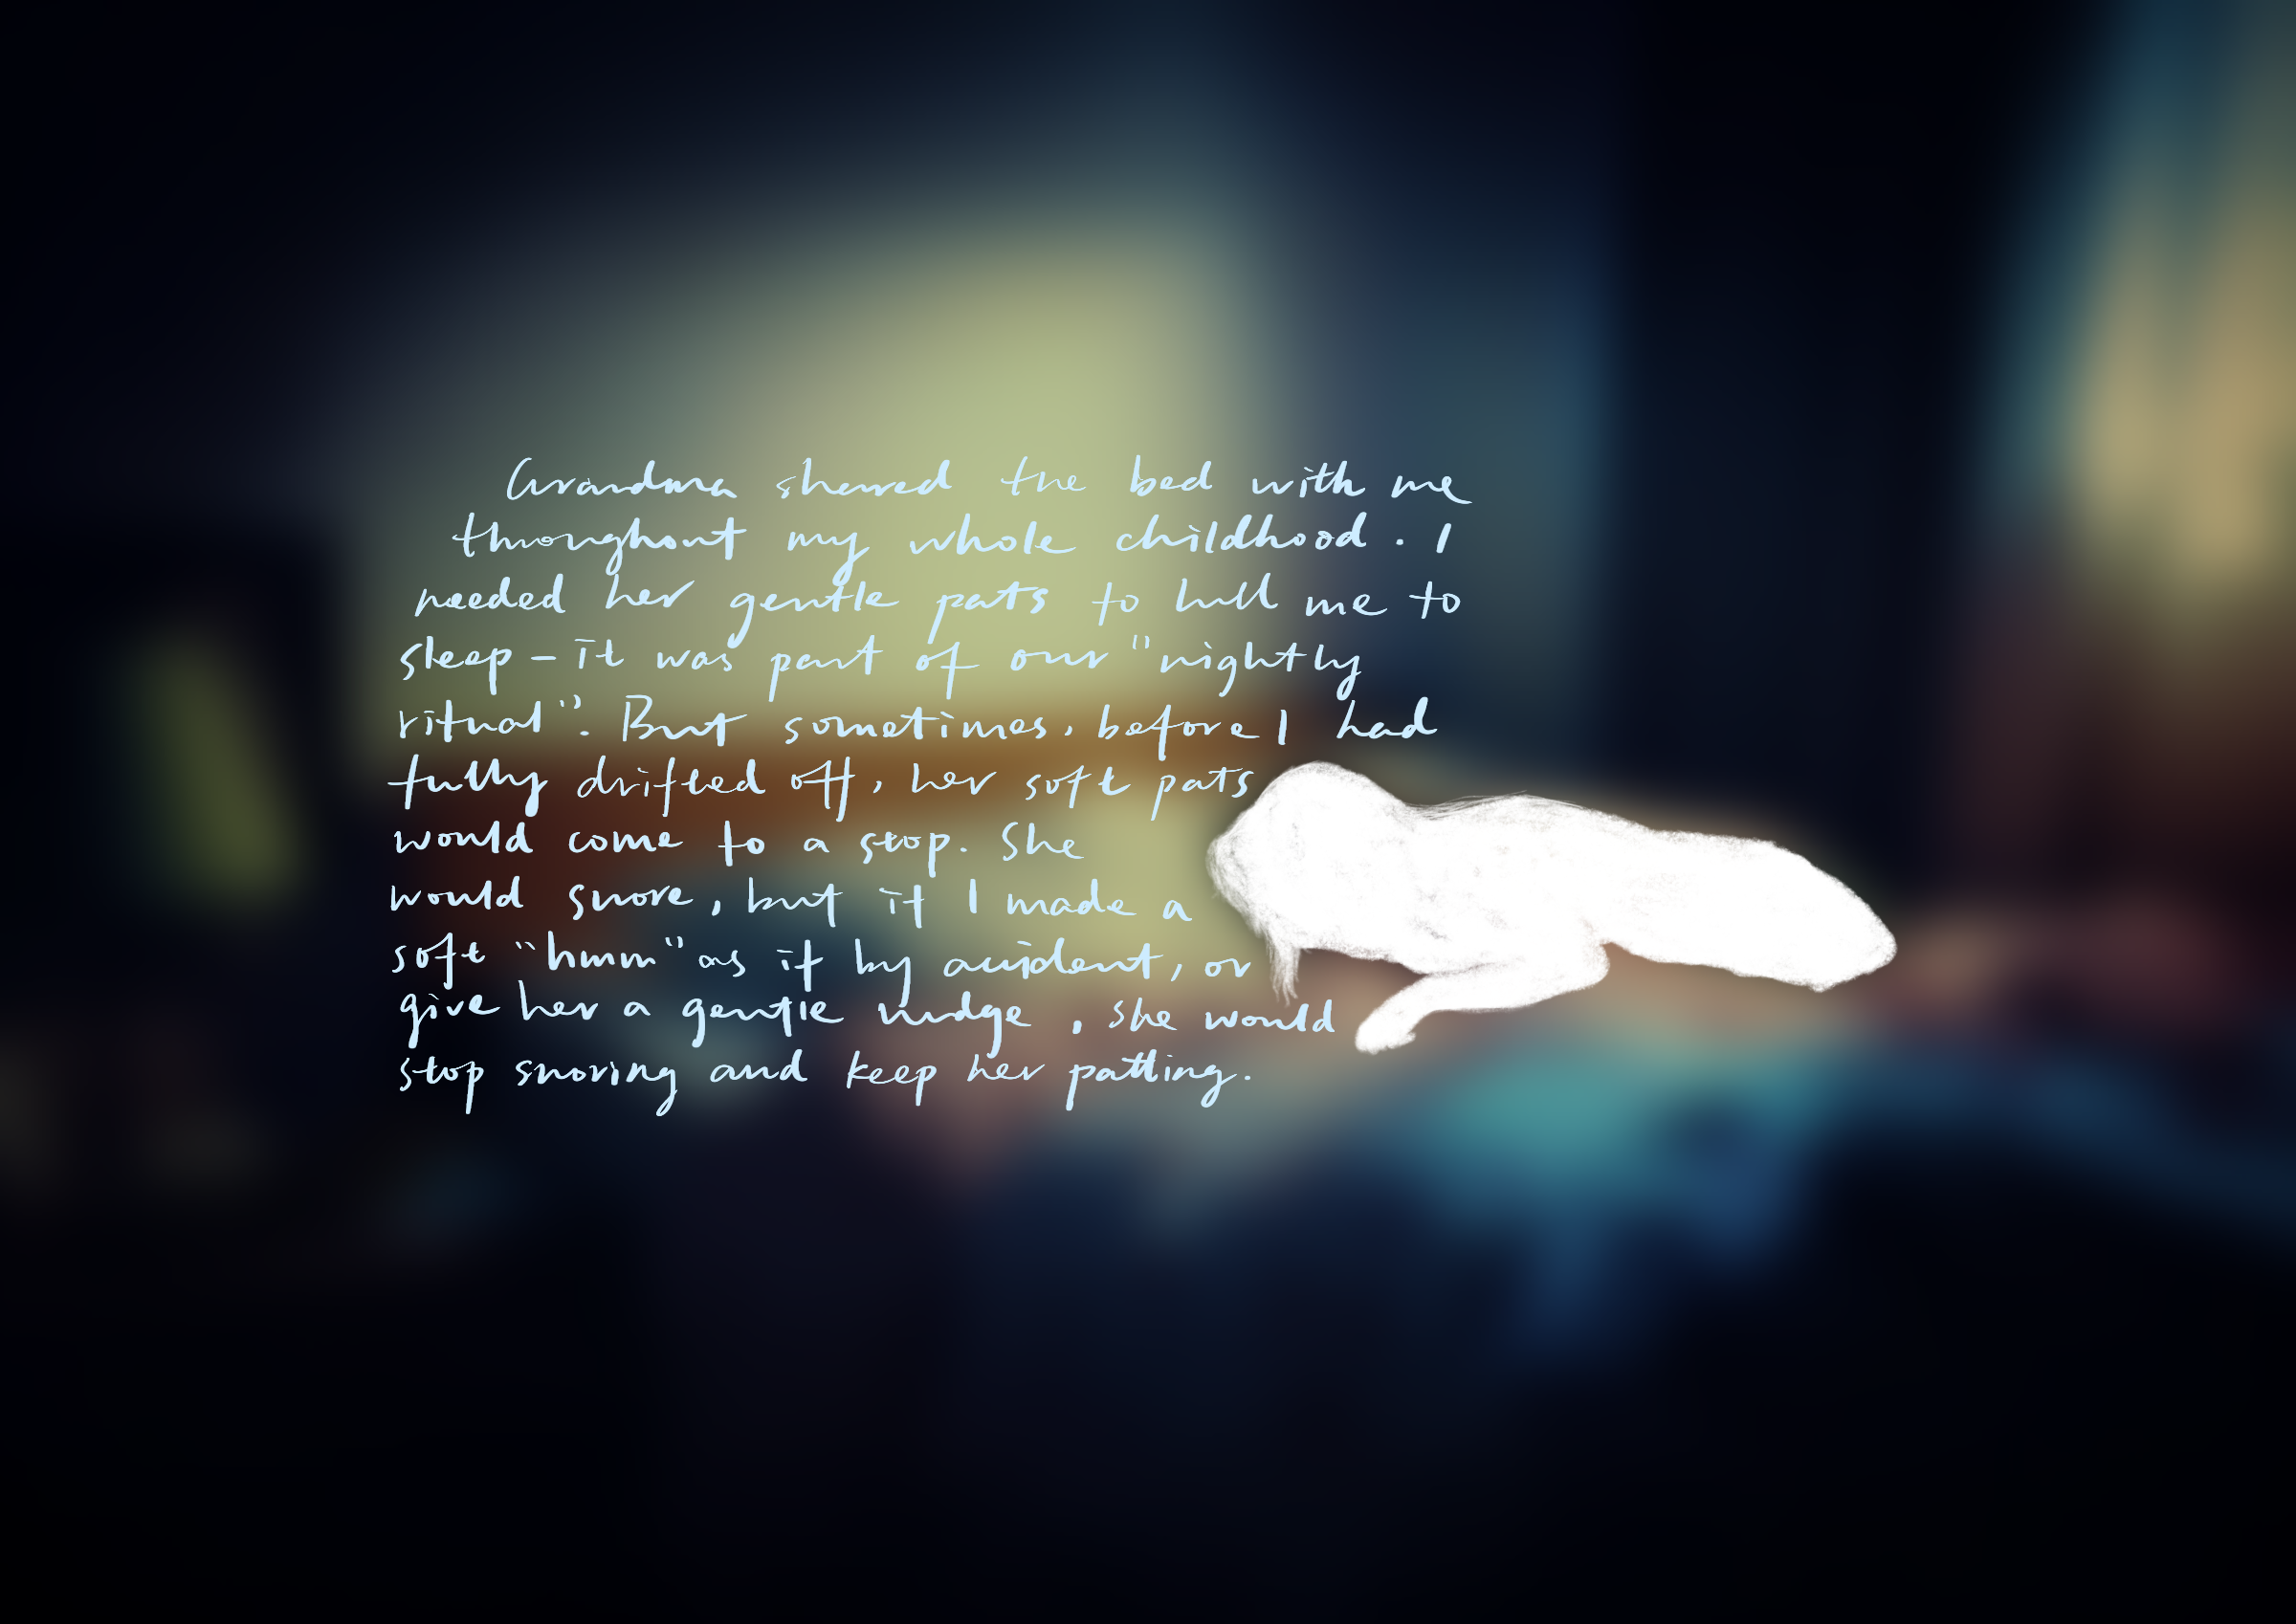 Grandma shared the bed with me
throughout my whole childhood. I
needed her gentle pats to lull me to
sleep – it was part of our "nightly
ritual". But sometimes, before I had
fully drifted off, her soft pats
would come to a stop. She
would snore, but if I made a
soft "hmm" as if by accident, or
give her a gentle nudge, she would
stop snoring and keep her patting.